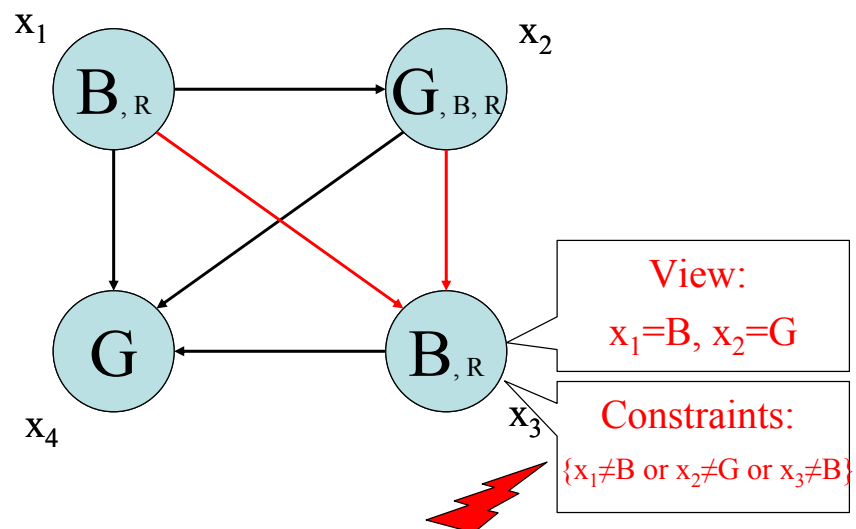 x₁
x₂
B, R
G, B, R
View:
x₁=B, x₂=G
G
B, R
x₄
x₃
Constraints:
{x₁≠B or x₂≠G or x₃≠B}